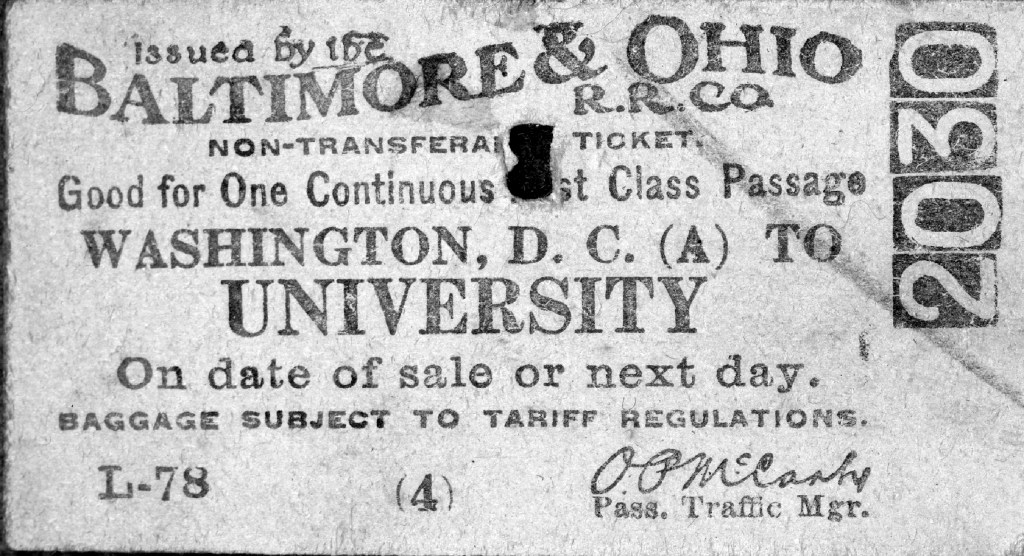 Issued by the
BALTIMORE & OHIO
R.R. CO
NON-TRANSFERA TICKET.
Good for One Continuous st Class Passage
WASHINGTON, D. C. (A) TO
UNIVERSITY
On date of sale or next day.
BAGGAGE SUBJECT TO TARIFF REGULATIONS.
L-78
(4)
O P McCarty
Pass. Traffic Mgr.
2030